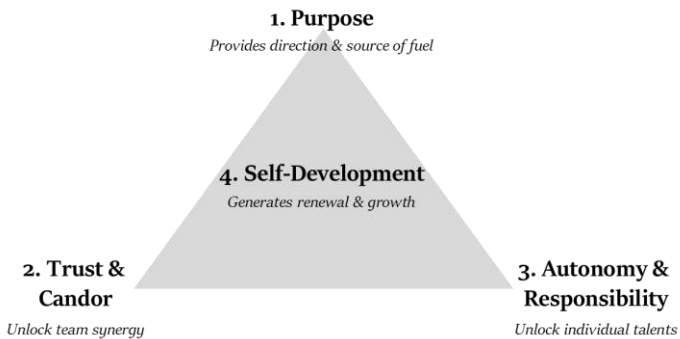 1. Purpose
Provides direction & source of fuel
4. Self-Development
Generates renewal & growth
2. Trust &
Candor
Unlock team synergy
3. Autonomy &
Responsibility
Unlock individual talents